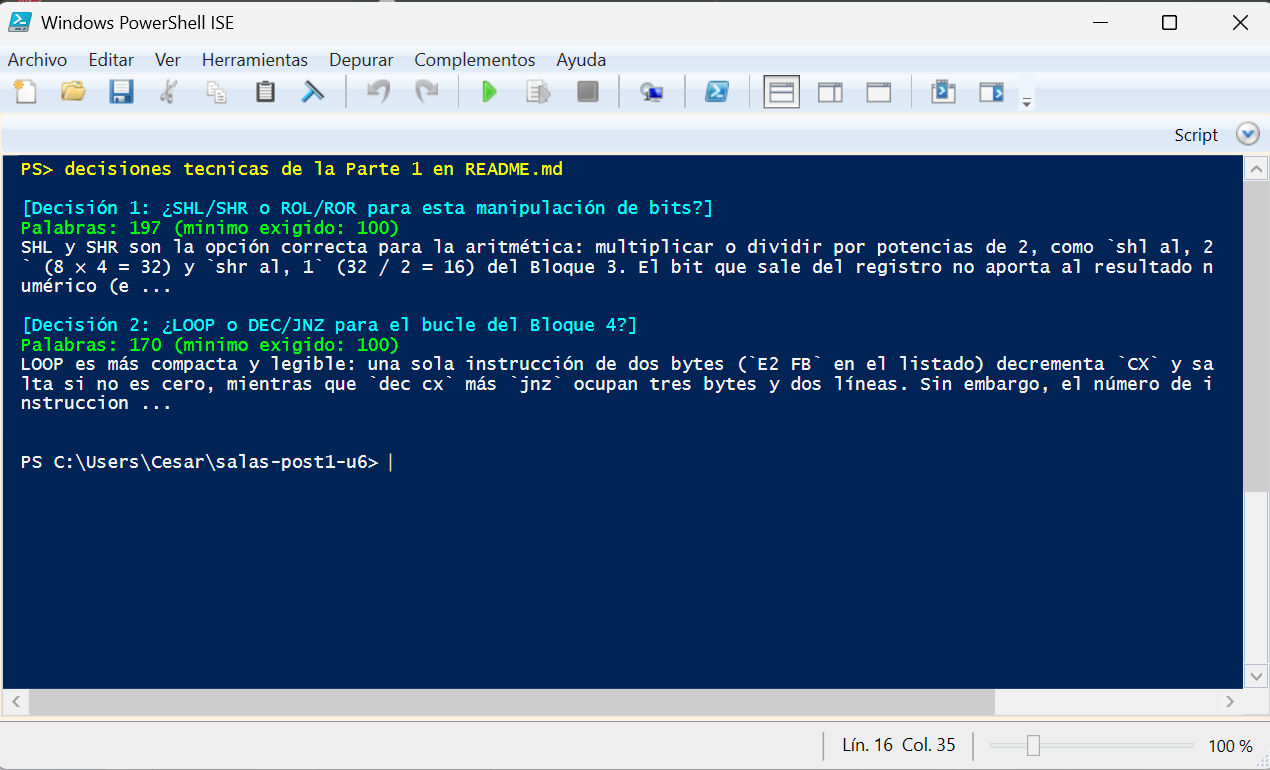 Windows PowerShell ISE
Archivo Editar Ver Herramientas Depurar Complementos Ayuda
Script
PS> decisiones tecnicas de la Parte 1 en README.md
[Decisión 1: ¿SHL/SHR o ROL/ROR para esta manipulación de bits?]
Palabras: 197 (minimo exigido: 100)
SHL y SHR son la opción correcta para la aritmética: multiplicar o dividir por potencias de 2, como `shl al, 2
` (8 × 4 = 32) y `shr al, 1` (32 / 2 = 16) del Bloque 3. El bit que sale del registro no aporta al resultado n
umérico (e ...
[Decisión 2: ¿LOOP o DEC/JNZ para el bucle del Bloque 4?]
Palabras: 170 (minimo exigido: 100)
LOOP es más compacta y legible: una sola instrucción de dos bytes (`E2 FB` en el listado) decrementa `CX` y sa
lta si no es cero, mientras que `dec cx` más `jnz` ocupan tres bytes y dos líneas. Sin embargo, el número de i
nstruccion ...
PS C:\Users\Cesar\salas-post1-u6>
Lín. 16 Col. 35
100 %